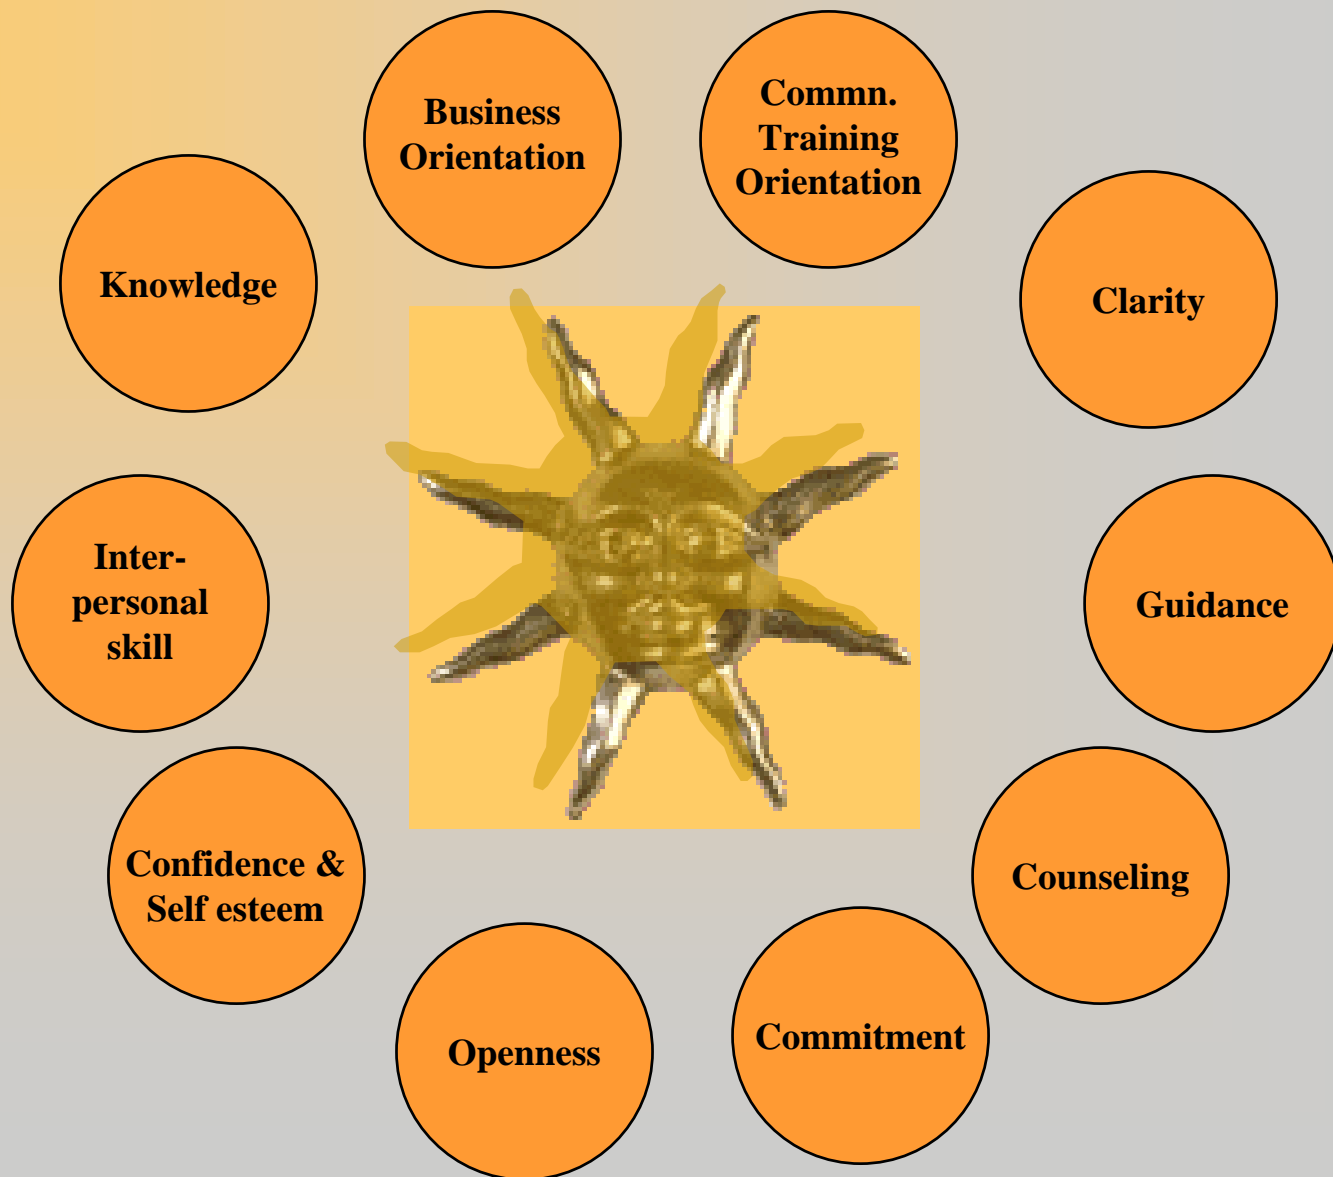 Business
Orientation
Commn.
Training
Orientation
Knowledge
Clarity
Inter-
personal
skill
Guidance
Confidence &
Self esteem
Counseling
Openness
Commitment